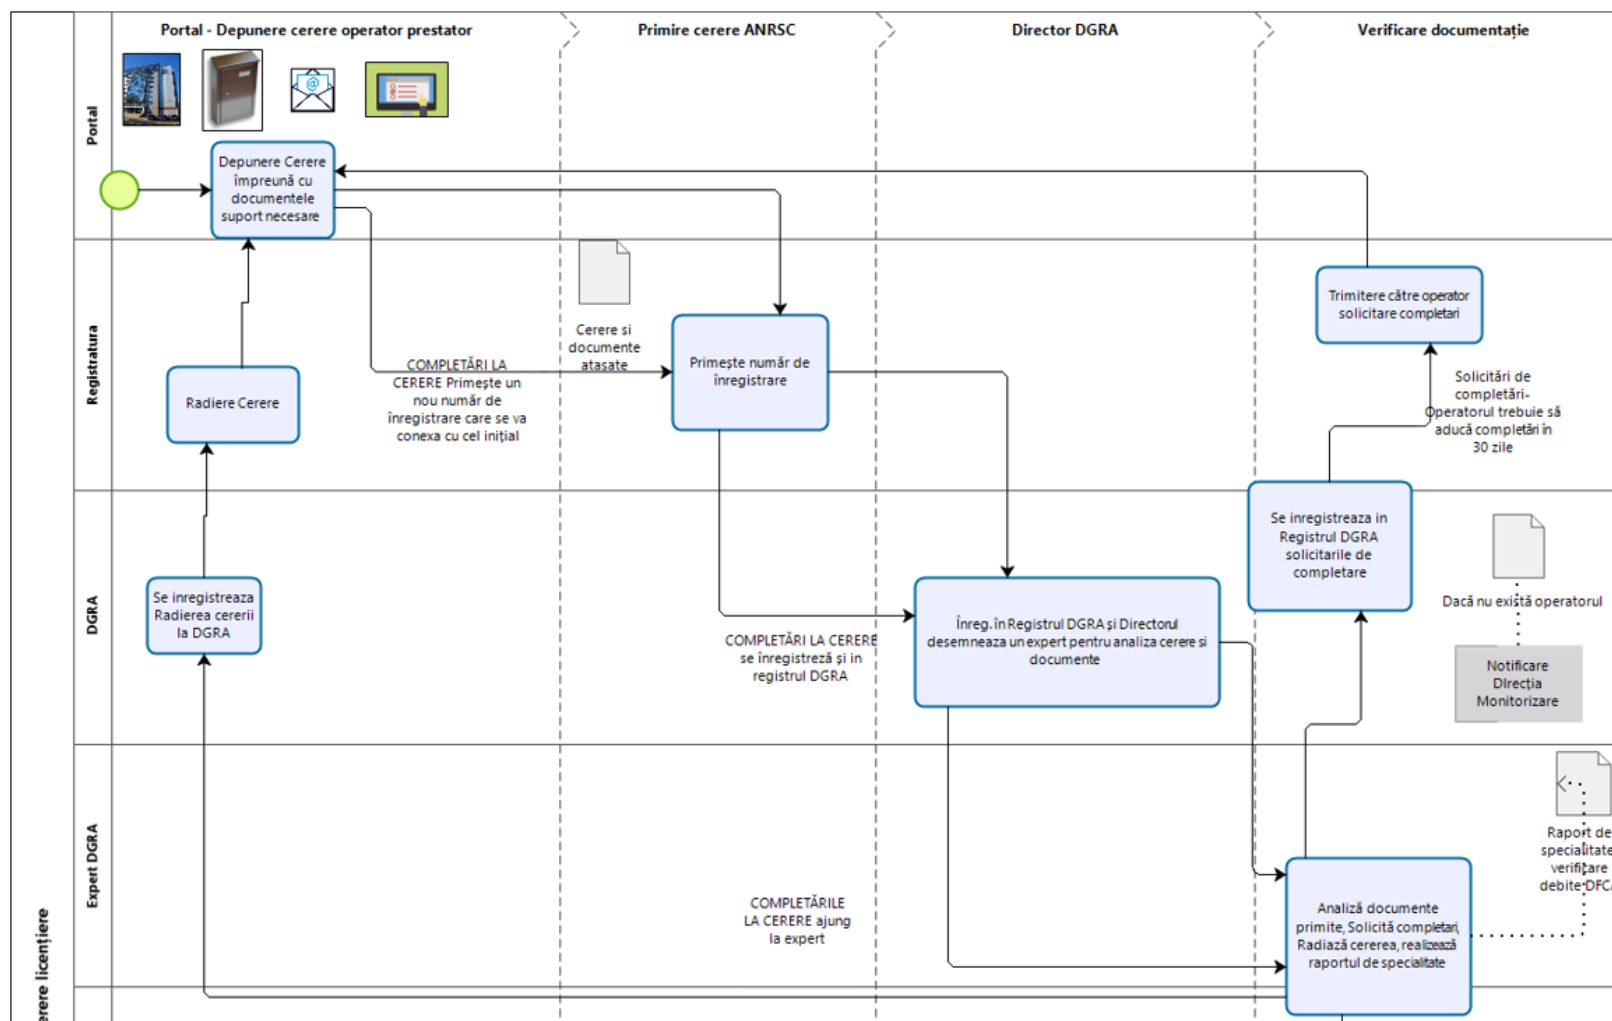 Portal - Depunere cerere operator prestator
Primire cerere ANRSC
Director DGRA
Verificare documentație
Portal
Depunere Cerere
împreună cu
documentele
suport necesare
Registratura
Cerere si
documente
atasate
COMPLETĂRI LA
CERERE Primește un
nou număr de
înregistrare care se va
conexa cu cel inițial
Radiere Cerere
Primește număr de
înregistrare
Trimitere către operator
solicitare completari
Solicitări de
completări-
Operatorul trebuie să
aducă completări în
30 zile
DGRA
Se inregistreaza
Radierea cererii
la DGRA
COMPLETĂRI LA CERERE
se înregistreză și in
registrul DGRA
Înreg. în Registrul DGRA și Directorul
desemneaza un expert pentru analiza cerere si
documente
Se inregistreaza in
Registrul DGRA
solicitarile de
completare
Dacă nu există operatorul
Notificare
DIrecția
Monitorizare
Expert DGRA
COMPLETĂRILE
LA CERERE ajung
la expert
Analiză documente
primite, Solicită completari,
Radiază cererea, realizează
raportul de specialitate
Raport de
specialitate
verificare
debite
licențiere